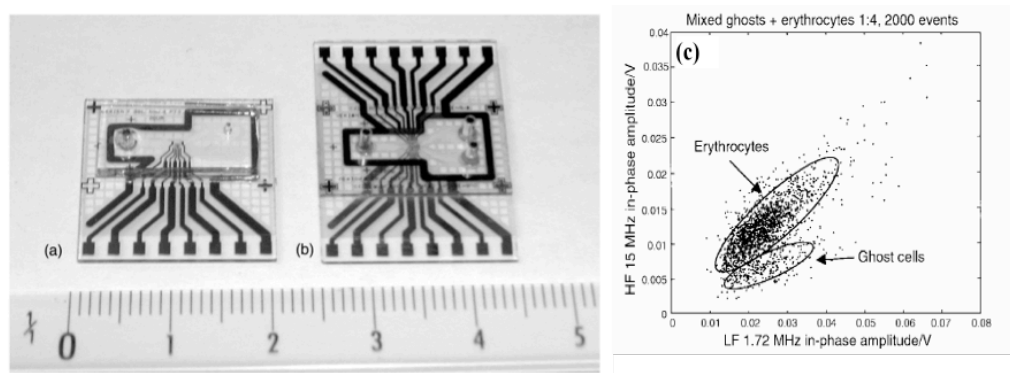 (a)
(b)
1/1
0 1 2 3 4 5
Mixed ghosts + erythrocytes 1:4, 2000 events
(c)
HF 15 MHz in-phase amplitude/V
0.04
0.035
0.03
0.025
0.02
0.015
0.01
0.005
0
Erythrocytes
Ghost cells
0 0.01 0.02 0.03 0.04 0.05 0.06 0.07 0.08
LF 1.72 MHz in-phase amplitude/V